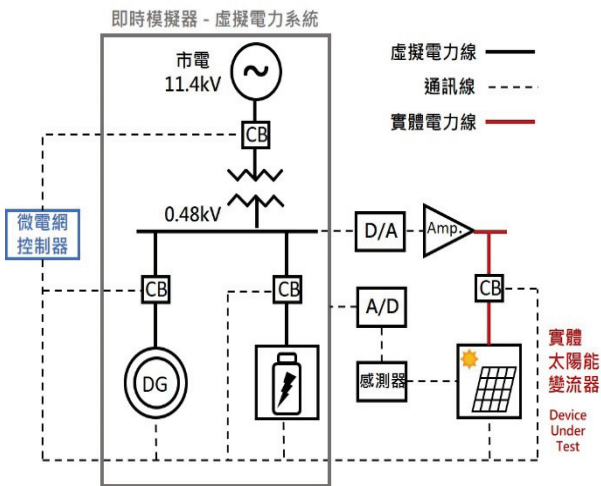 即時模擬器 - 虛擬電力系統
市電
11.4kV
CB
0.48kV
微電網
控制器
CB
CB
DG
虛擬電力線
通訊線
實體電力線
D/A
Amp.
A/D
CB
感測器
實體
太陽能
變流器
Device
Under
Test